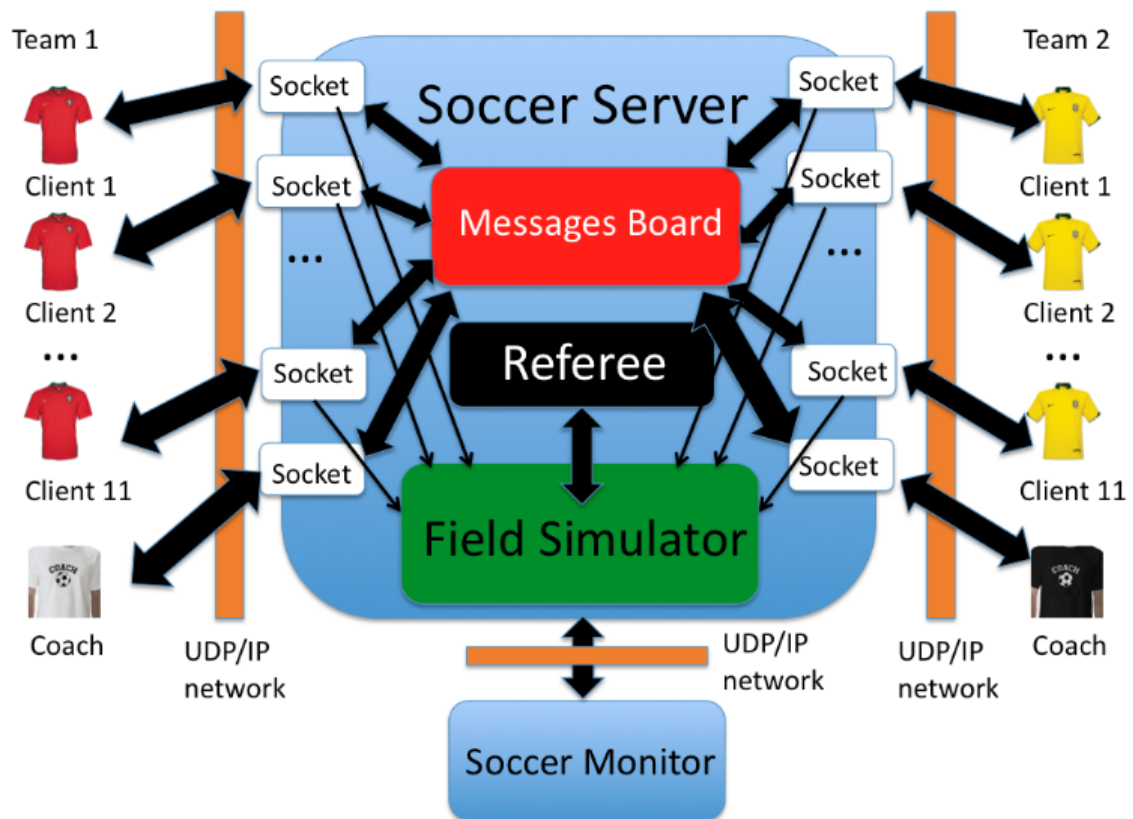 Team 1
Team 2
Soccer Server
Socket
Socket
Client 1
Client 1
Socket
Socket
Messages Board
...
...
Client 2
Client 2
...
...
Referee
Socket
Socket
Client 11
Client 11
Socket
Socket
Field Simulator
COACH
COACH
Coach
Coach
UDP/IP
network
UDP/IP
network
UDP/IP
network
Soccer Monitor